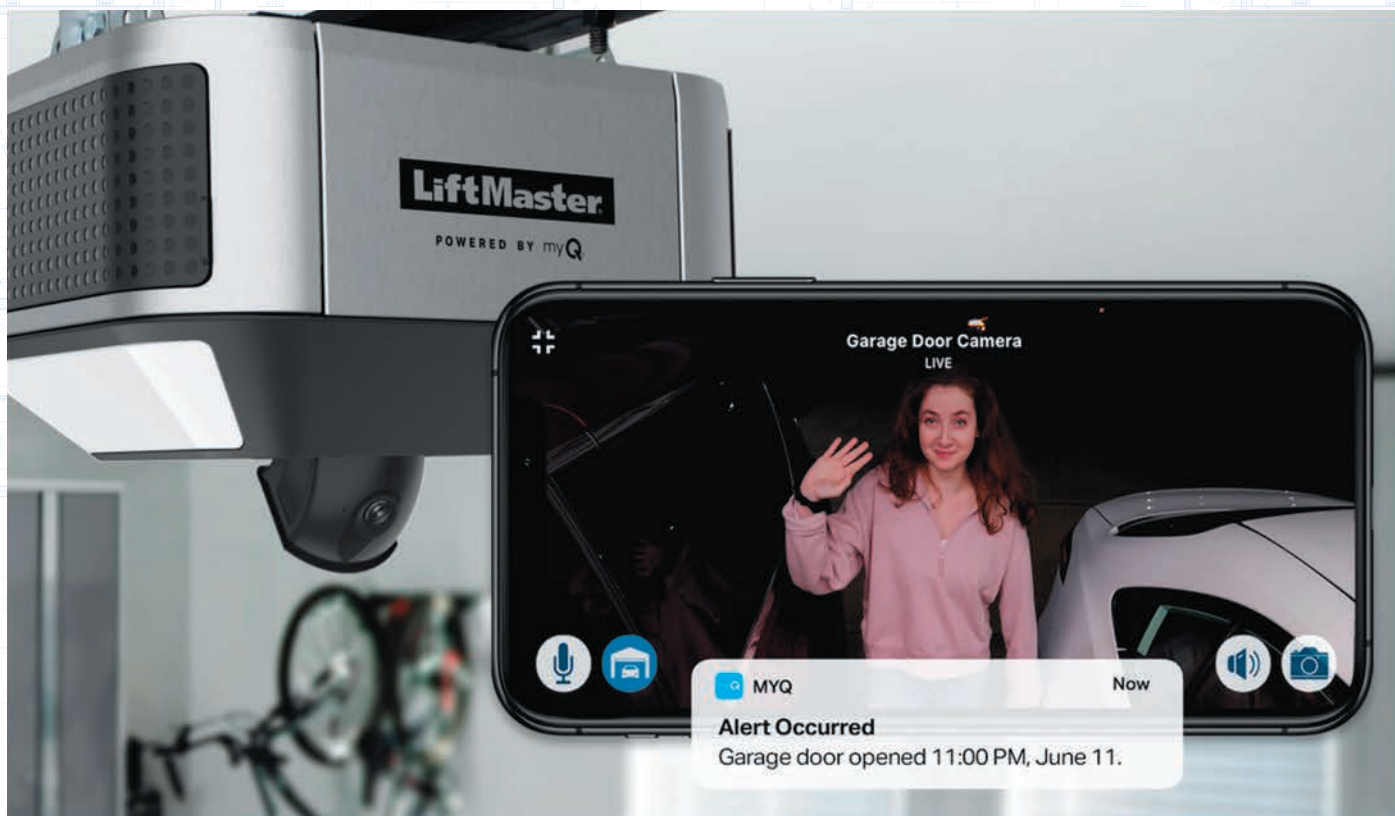 LiftMaster
POWERED BY myQ
Garage Door Camera
LIVE
MYQ
Now
Alert Occurred
Garage door opened 11:00 PM, June 11.